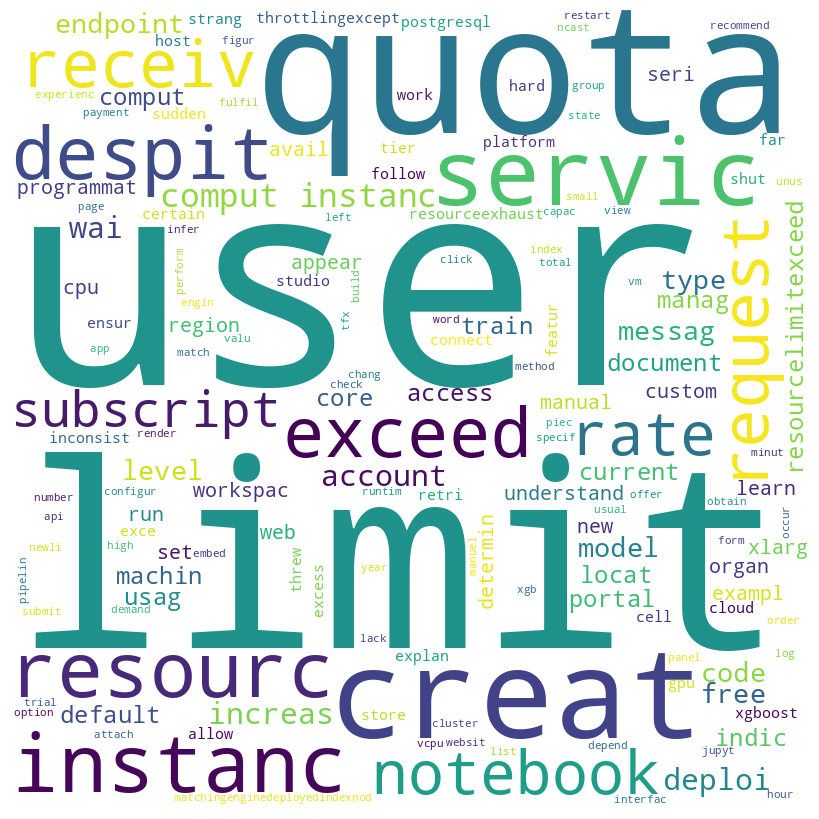 endpoint
strang
throttlingexcept
postgresql
restart
ncast
recommend
host
figur
receiv
quota
seri
experienc
comput
payment
fulfil
sudden
work
hard
group
state
despit
avail
tier
platform
far
programmat
comput instanc
follow
servic
small
shut
unus
page
certain
infer
left
resourceexhaust
capac
view
wai
user
request
resourcelimitexceed
cpu
perform
appear
studio
build
click
index
total
vm
type
manag
ensur
region
engin
valu
tfx
train
word
connect
featur
messag
app
match
method
document
chang
check
core
access
manual
custom
subscript
exceed
piec
specif
rate
inconsist
render
level
account
current
number
configur
workspac
runtim
retri
understand
offer
obtain
learn
api
run
usual
minut
occur
newli
high
exce
set
embed
web
threw
excess
limit
year
manuel
determin
new
model
form
xlarg
pipelin
machin
usag
xgb
locat
portal
organ
exampl
submit
demand
cell
cloud
order
lack
explan
resourc
creat
panel
gpu
code
log
trial
option
default
increas
store
free
xgboost
attach
allow
cluster
vcpu
websit
indic
instanc
list
notebook
depend
deploi
jupyt
matchingenginedeployedindexnod
interfac
hour